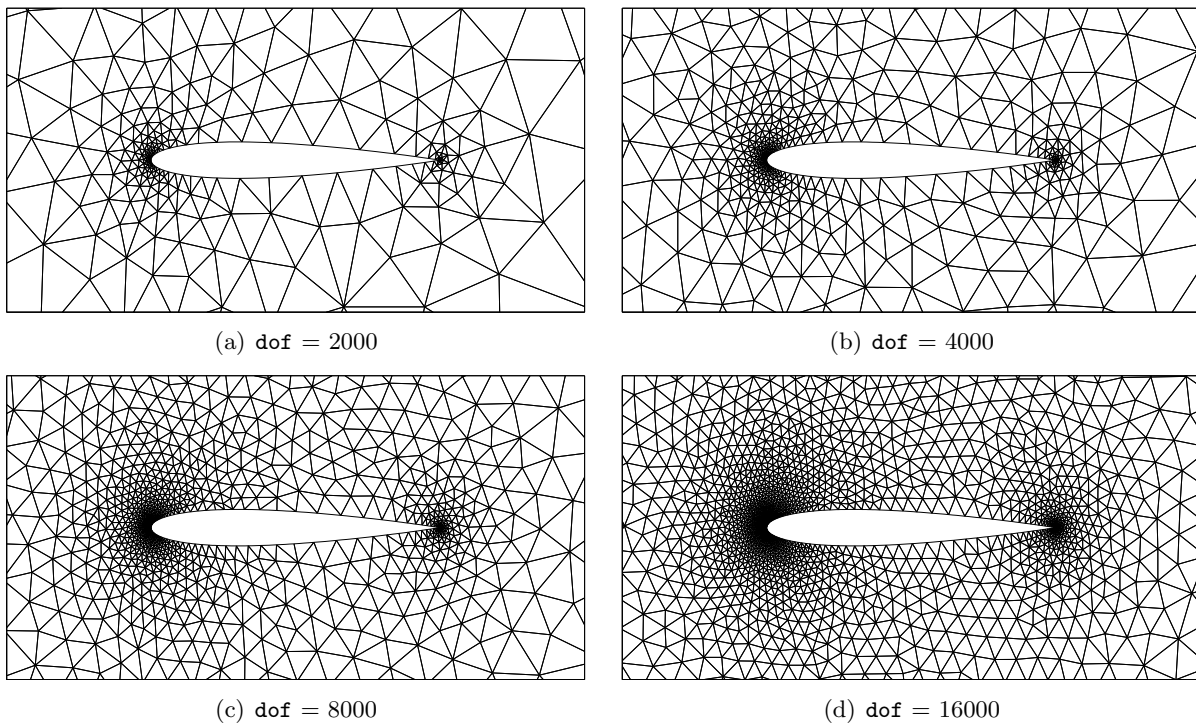 (a) dof = 2000
(b) dof = 4000
(c) dof = 8000
(d) dof = 16000